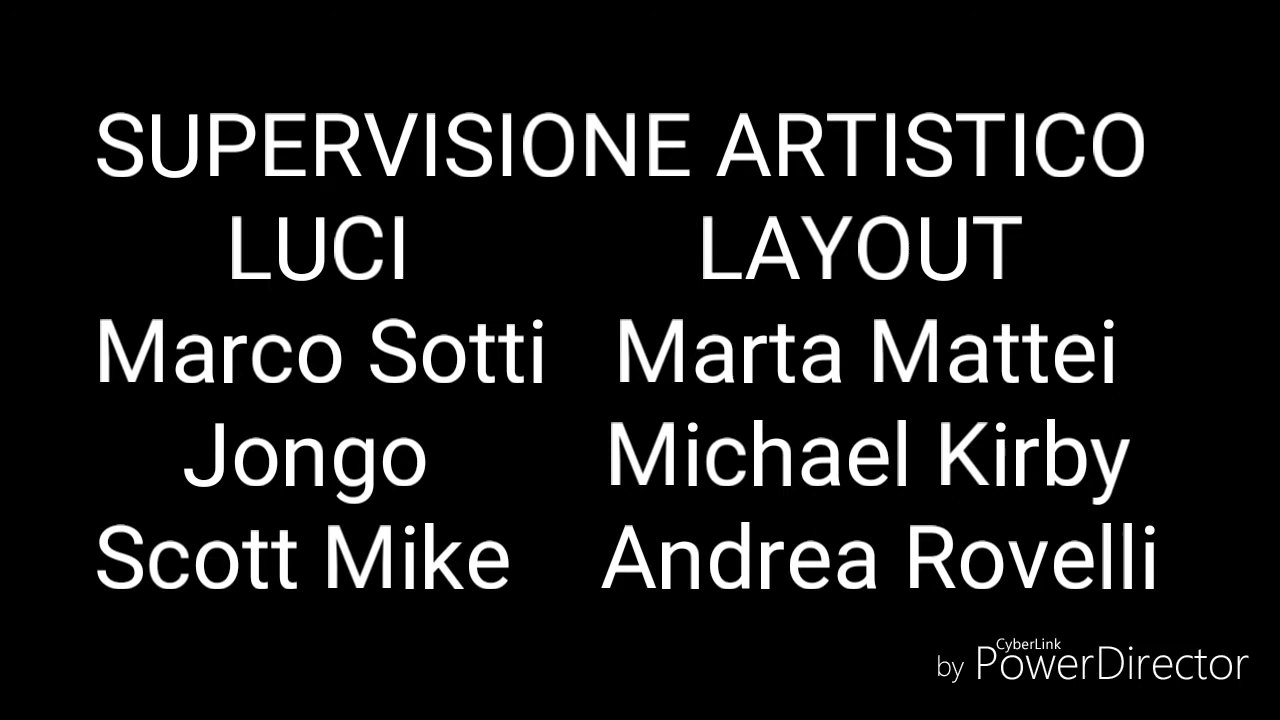 SUPERVISIONE ARTISTICO
LUCI LAYOUT
Marco Sotti Marta Mattei
Jongo Michael Kirby
Scott Mike Andrea Rovelli
by CyberLink PowerDirector